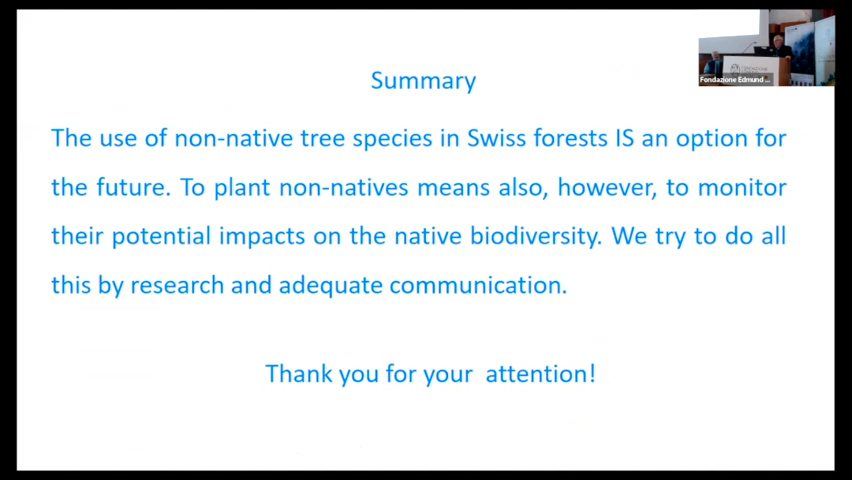 Summary
The use of non-native tree species in Swiss forests IS an option for
the future. To plant non-natives means also, however, to monitor
their potential impacts on the native biodiversity. We try to do all
this by research and adequate communication.
Thank you for your attention!
Fondazione Edmund ...